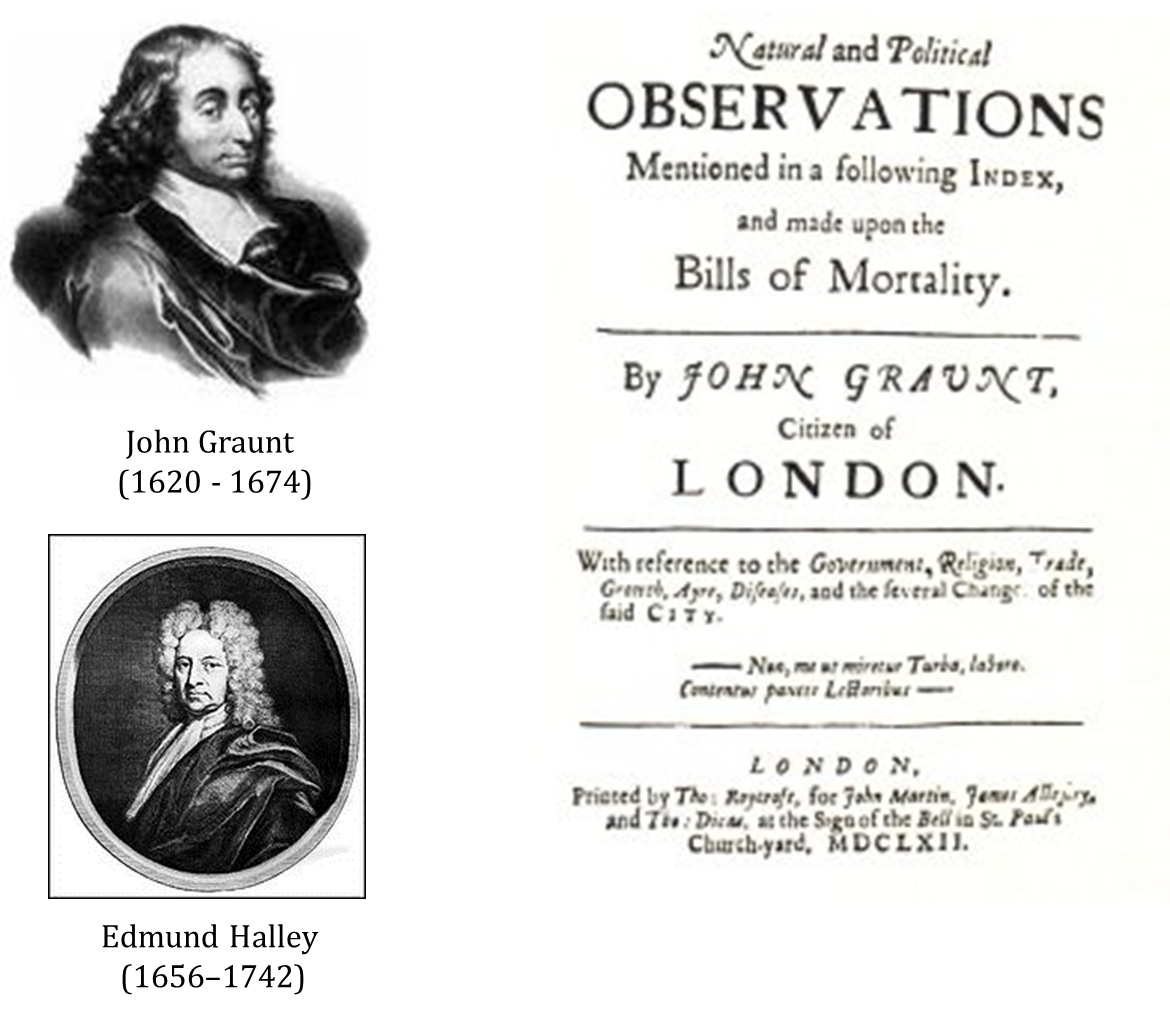 John Graunt
(1620 - 1674)
Edmund Halley
(1656–1742)
Natural and Political
OBSERVATIONS
Mentioned in a following INDEX,
and made upon the
Bills of Mortality.
By JOHN GRAUNT,
Citizen of
LONDON.
With reference to the Government, Religion, Trade,
Growth, Ayre, Diseases, and the several Change of the
said CITY.
— Non, me ut miretur Turba, laboro.
Contentus paucis Lectoribus —
LONDON,
Printed by Tho: Roycroft, for John Martin, James Allestry,
and Tho: Dicas, at the Sign of the Bell in St. Paul's
Church-yard, MDCLXII.